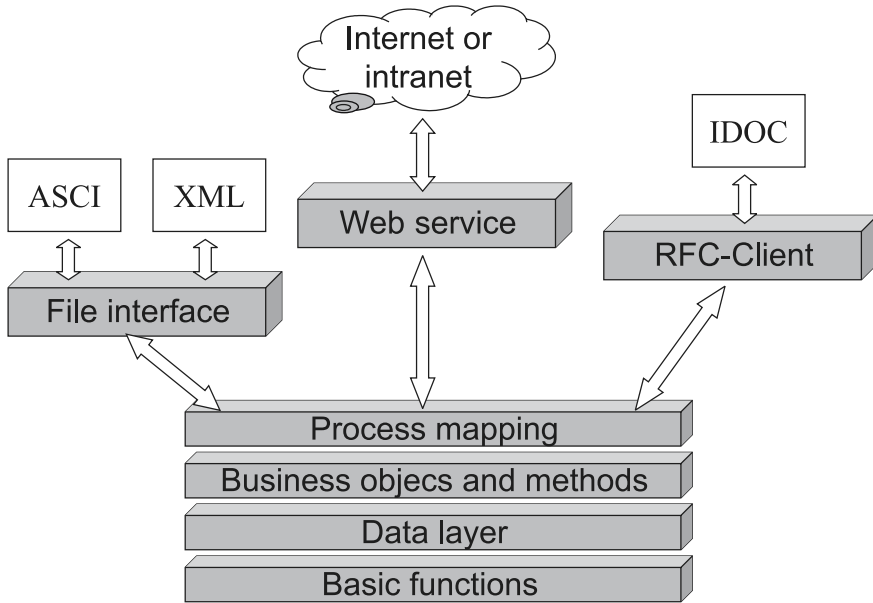 Internet or
intranet
IDOC
ASCI
XML
Web service
RFC-Client
File interface
Process mapping
Business objecs and methods
Data layer
Basic functions